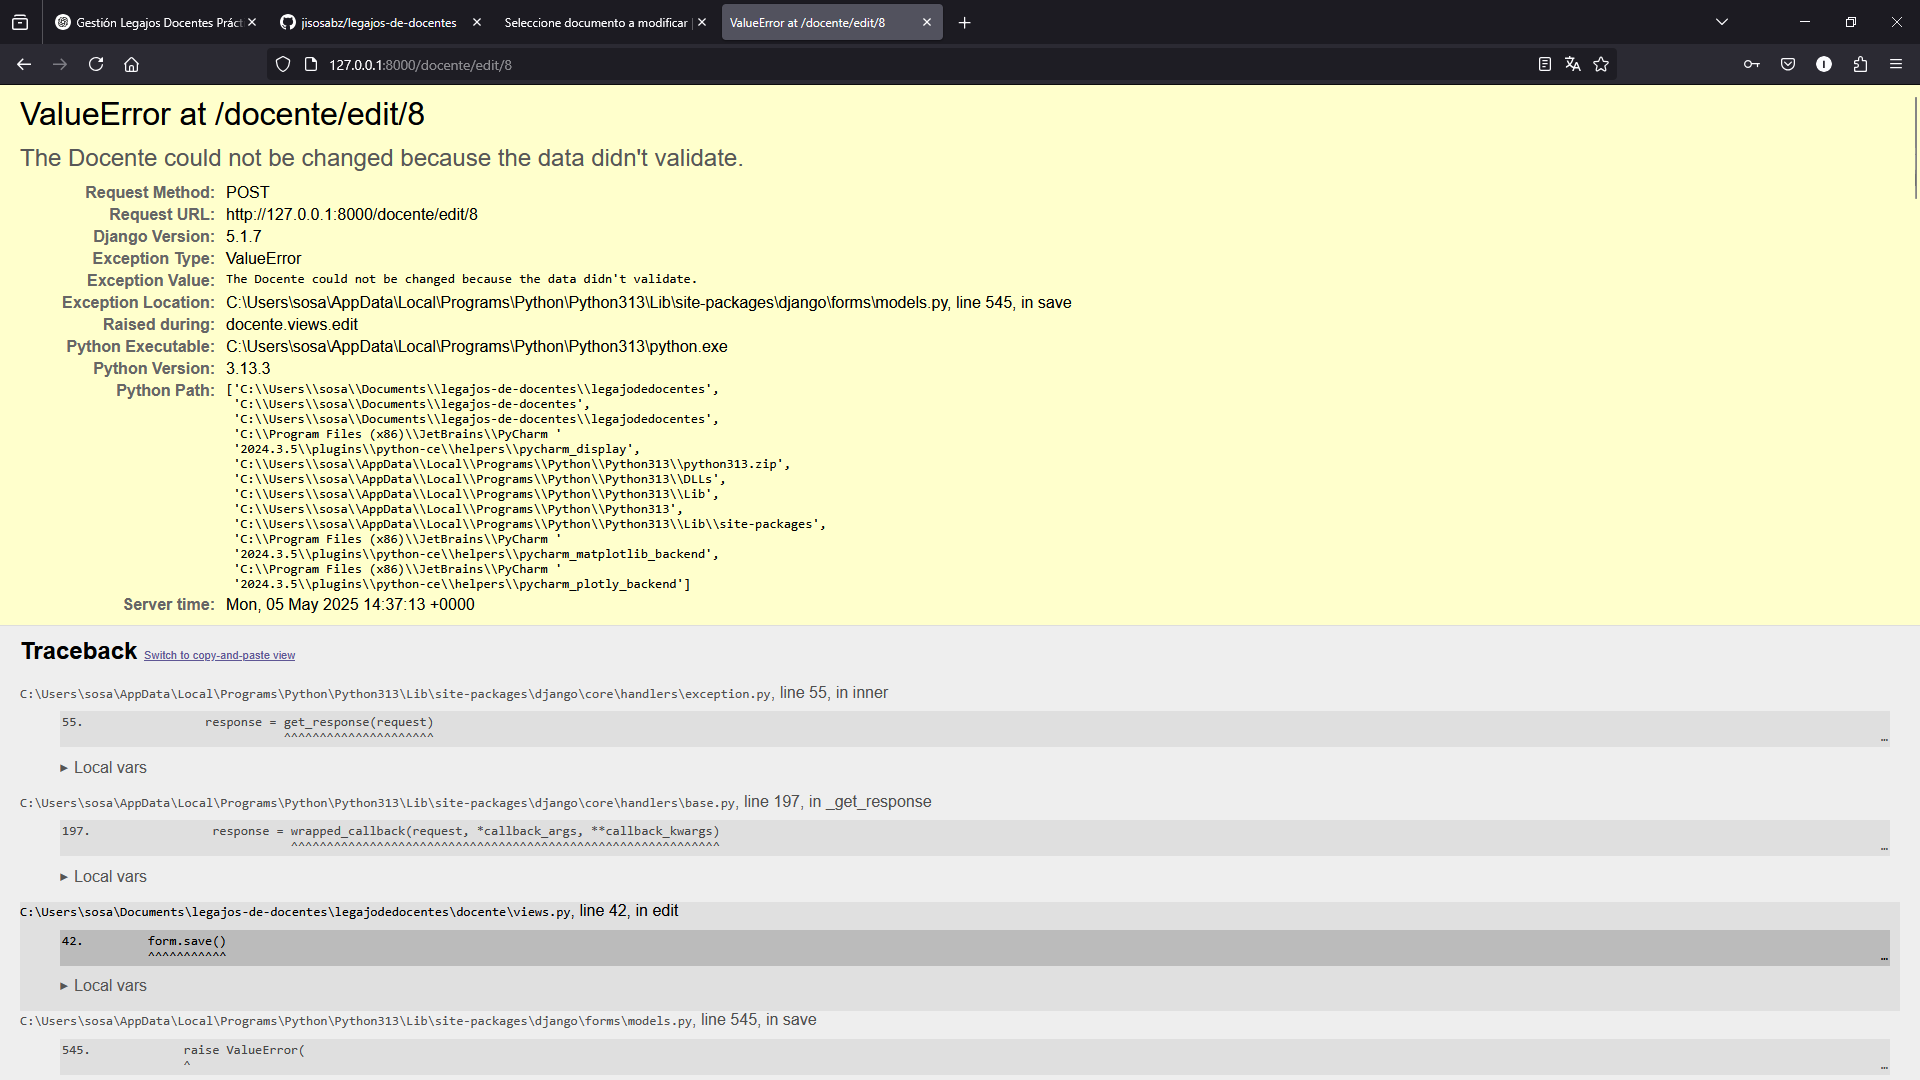 Gestión Legajos Docentes Práct
jisosabz/legajos-de-docentes
Seleccione documento a modificar |
ValueError at /docente/edit/8
127.0.0.1:8000/docente/edit/8
ValueError at /docente/edit/8
The Docente could not be changed because the data didn't validate.
Request Method: POST
Request URL: http://127.0.0.1:8000/docente/edit/8
Django Version: 5.1.7
Exception Type: ValueError
Exception Value: The Docente could not be changed because the data didn't validate.
Exception Location: C:\Users\sosa\AppData\Local\Programs\Python\Python313\Lib\site-packages\django\forms\models.py, line 545, in save
Raised during: docente.views.edit
Python Executable: C:\Users\sosa\AppData\Local\Programs\Python\Python313\python.exe
Python Version: 3.13.3
Python Path: ['C:\\Users\\sosa\\Documents\\legajos-de-docentes\\legajodedocentes',
'C:\\Users\\sosa\\Documents\\legajos-de-docentes',
'C:\\Users\\sosa\\Documents\\legajos-de-docentes\\legajodedocentes',
'C:\\Program Files (x86)\\JetBrains\\PyCharm '
'2024.3.5\\plugins\\python-ce\\helpers\\pycharm_display',
'C:\\Users\\sosa\\AppData\\Local\\Programs\\Python\\Python313\\python313.zip',
'C:\\Users\\sosa\\AppData\\Local\\Programs\\Python\\Python313\\DLLs',
'C:\\Users\\sosa\\AppData\\Local\\Programs\\Python\\Python313\\Lib',
'C:\\Users\\sosa\\AppData\\Local\\Programs\\Python\\Python313',
'C:\\Users\\sosa\\AppData\\Local\\Programs\\Python\\Python313\\Lib\\site-packages',
'C:\\Program Files (x86)\\JetBrains\\PyCharm '
'2024.3.5\\plugins\\python-ce\\helpers\\pycharm_matplotlib_backend',
'C:\\Program Files (x86)\\JetBrains\\PyCharm '
'2024.3.5\\plugins\\python-ce\\helpers\\pycharm_plotly_backend']
Server time: Mon, 05 May 2025 14:37:13 +0000
Traceback Switch to copy-and-paste view
C:\Users\sosa\AppData\Local\Programs\Python\Python313\Lib\site-packages\django\core\handlers\exception.py, line 55, in inner
55. response = get_response(request)
^^^^^^^^^^^^^^^^^^^^^ …
▶ Local vars
C:\Users\sosa\AppData\Local\Programs\Python\Python313\Lib\site-packages\django\core\handlers\base.py, line 197, in _get_response
197. response = wrapped_callback(request, *callback_args, **callback_kwargs)
^^^^^^^^^^^^^^^^^^^^^^^^^^^^^^^^^^^^^^^^^^^^^^^^^^^^^^^^^^^^ …
▶ Local vars
C:\Users\sosa\Documents\legajos-de-docentes\legajodedocentes\docente\views.py, line 42, in edit
42. form.save()
^^^^^^^^^^^ …
▶ Local vars
C:\Users\sosa\AppData\Local\Programs\Python\Python313\Lib\site-packages\django\forms\models.py, line 545, in save
545. raise ValueError(
^ …